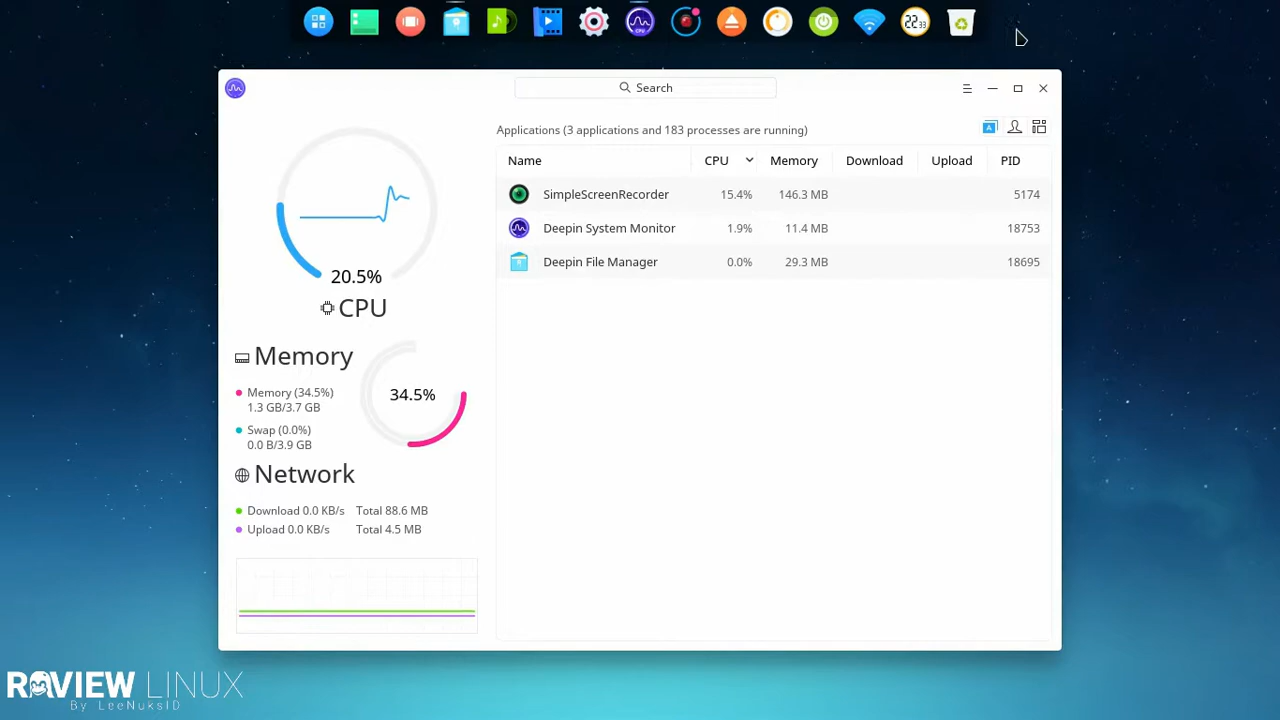 CPU
22:33
Search
Applications (3 applications and 183 processes are running)
Name CPU Memory Download Upload PID
SimpleScreenRecorder 15.4% 146.3 MB 5174
Deepin System Monitor 1.9% 11.4 MB 18753
Deepin File Manager 0.0% 29.3 MB 18695
20.5%
CPU
Memory
Memory (34.5%)
1.3 GB/3.7 GB
34.5%
Swap (0.0%)
0.0 B/3.9 GB
Network
Download 0.0 KB/s Total 88.6 MB
Upload 0.0 KB/s Total 4.5 MB
REVIEW LINUX
By LeeNuksID